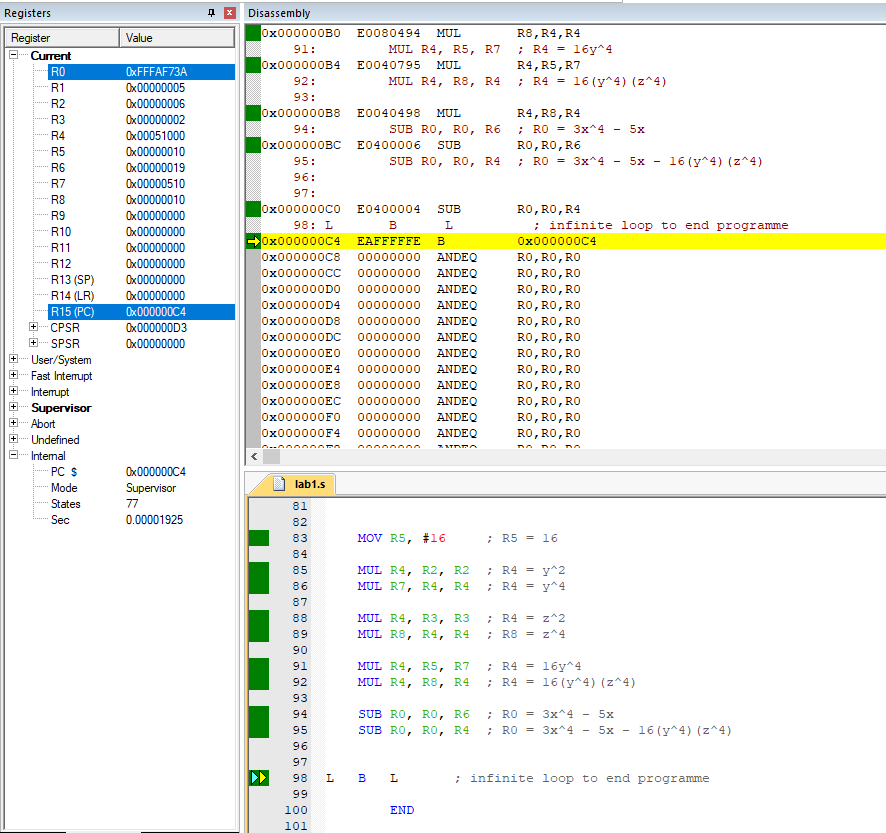 Registers
Register Value
Current
R0 0xFFFAF73A
R1 0x00000005
R2 0x00000006
R3 0x00000002
R4 0x00051000
R5 0x00000010
R6 0x00000019
R7 0x00000510
R8 0x00000010
R9 0x00000000
R10 0x00000000
R11 0x00000000
R12 0x00000000
R13 (SP) 0x00000000
R14 (LR) 0x00000000
R15 (PC) 0x000000C4
CPSR 0x000000D3
SPSR 0x00000000
User/System
Fast Interrupt
Interrupt
Supervisor
Abort
Undefined
Internal
PC $ 0x000000C4
Mode Supervisor
States 77
Sec 0.00001925
Disassembly
0x000000B0 E0080494 MUL R8,R4,R4
91: MUL R4, R5, R7 ; R4 = 16y^4
0x000000B4 E0040795 MUL R4,R5,R7
92: MUL R4, R8, R4 ; R4 = 16(y^4)(z^4)
93:
0x000000B8 E0040498 MUL R4,R8,R4
94: SUB R0, R0, R6 ; R0 = 3x^4 - 5x
0x000000BC E0400006 SUB R0,R0,R6
95: SUB R0, R0, R4 ; R0 = 3x^4 - 5x - 16(y^4)(z^4)
96:
97:
0x000000C0 E0400004 SUB R0,R0,R4
98: L B L ; infinite loop to end programme
0x000000C4 EAFFFFFE B 0x000000C4
0x000000C8 00000000 ANDEQ R0,R0,R0
0x000000CC 00000000 ANDEQ R0,R0,R0
0x000000D0 00000000 ANDEQ R0,R0,R0
0x000000D4 00000000 ANDEQ R0,R0,R0
0x000000D8 00000000 ANDEQ R0,R0,R0
0x000000DC 00000000 ANDEQ R0,R0,R0
0x000000E0 00000000 ANDEQ R0,R0,R0
0x000000E4 00000000 ANDEQ R0,R0,R0
0x000000E8 00000000 ANDEQ R0,R0,R0
0x000000EC 00000000 ANDEQ R0,R0,R0
0x000000F0 00000000 ANDEQ R0,R0,R0
0x000000F4 00000000 ANDEQ R0,R0,R0
lab1.s
81
82
83 MOV R5, #16 ; R5 = 16
84
85 MUL R4, R2, R2 ; R4 = y^2
86 MUL R7, R4, R4 ; R4 = y^4
87
88 MUL R4, R3, R3 ; R4 = z^2
89 MUL R8, R4, R4 ; R8 = z^4
90
91 MUL R4, R5, R7 ; R4 = 16y^4
92 MUL R4, R8, R4 ; R4 = 16(y^4)(z^4)
93
94 SUB R0, R0, R6 ; R0 = 3x^4 - 5x
95 SUB R0, R0, R4 ; R0 = 3x^4 - 5x - 16(y^4)(z^4)
96
97
98 L B L ; infinite loop to end programme
99
100 END
101